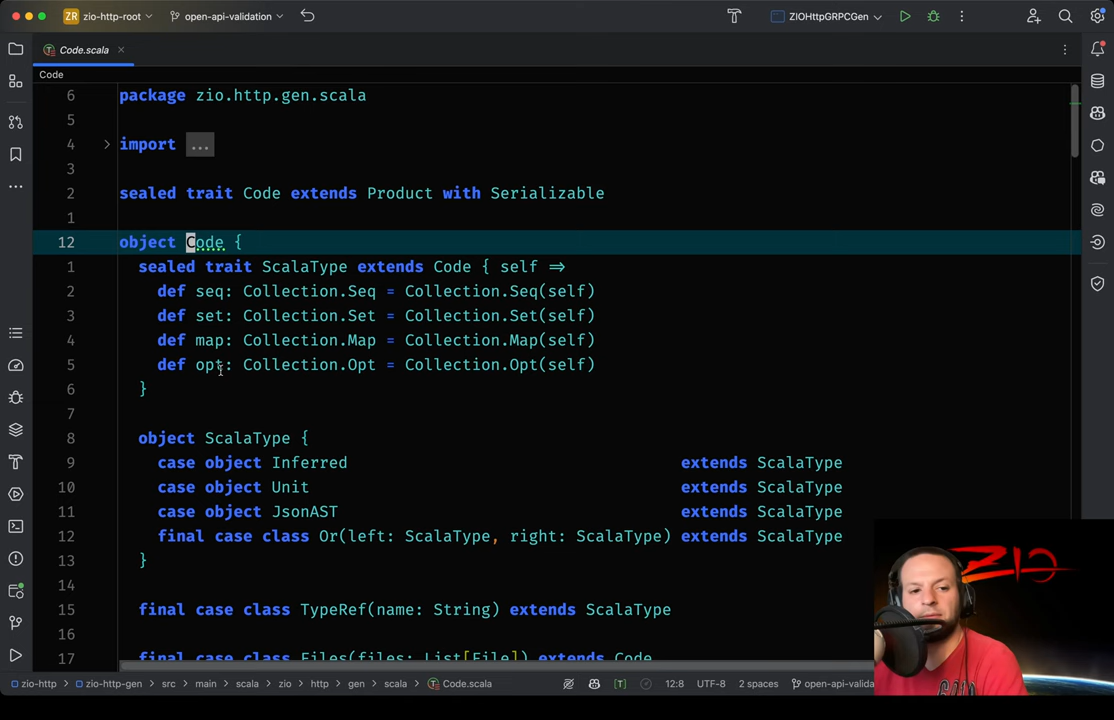 ZR zio-http-root open-api-validation ZIOHttpGRPCGen
Code.scala
Code
6 package zio.http.gen.scala
5
4 import ...
3
2 sealed trait Code extends Product with Serializable
1
12 object Code {
1 sealed trait ScalaType extends Code { self =>
2 def seq: Collection.Seq = Collection.Seq(self)
3 def set: Collection.Set = Collection.Set(self)
4 def map: Collection.Map = Collection.Map(self)
5 def opt: Collection.Opt = Collection.Opt(self)
6 }
7
8 object ScalaType {
9 case object Inferred extends ScalaType
10 case object Unit extends ScalaType
11 case object JsonAST extends ScalaType
12 final case class Or(left: ScalaType, right: ScalaType) extends ScalaType
13 }
14
15 final case class TypeRef(name: String) extends ScalaType
16
17 final case class Files(files: List[File]) extends Code
ZIO
zio-http > zio-http-gen > src > main > scala > zio > http > gen > scala > Code.scala 12:8 UTF-8 2 spaces open-api-valida